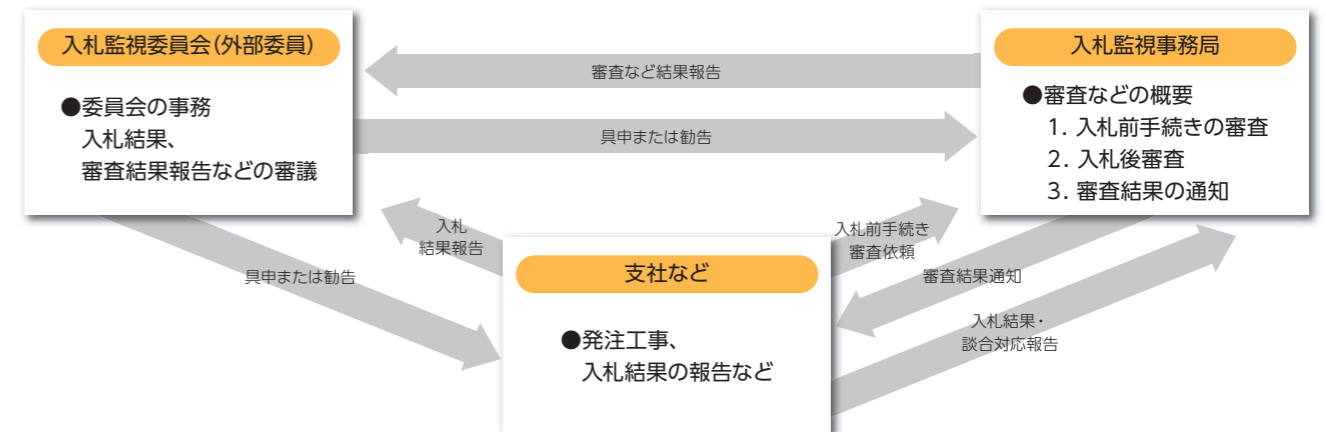 入札監視委員会(外部委員)
●委員会の事務
入札結果、
審査結果報告などの審議
審査など結果報告
具申または勧告
入札監視事務局
●審査などの概要
1. 入札前手続きの審査
2. 入札後審査
3. 審査結果の通知
入札
結果報告
入札前手続き
審査依頼
具申または勧告
審査結果通知
入札結果・
談合対応報告
支社など
●発注工事、
入札結果の報告など